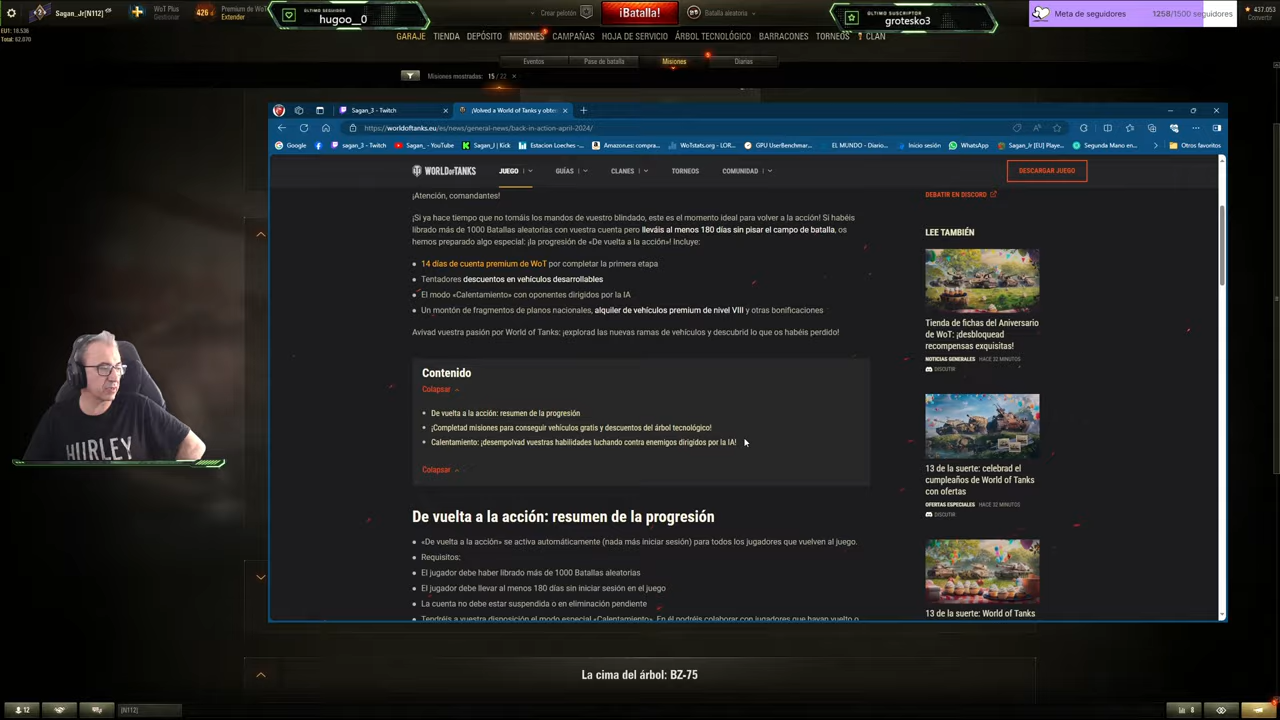 Sagan_Jr[N112]
WoT Plus
Gestionar
426
Premium de WoT
Extender
EU1: 18.536
Total: 62.070
ÚLTIMO SEGUIDOR
hugoo__0
Crear pelotón
¡Batalla!
Batalla aleatoria
ÚLTIMO SUSCRIPTOR
grotesko3
Meta de seguidores
1258/1500 seguidores
437.053
Convertir
GARAJE
TIENDA
DEPÓSITO
MISIONES
CAMPAÑAS
HOJA DE SERVICIO
ÁRBOL TECNOLÓGICO
BARRACONES
TORNEOS
CLAN
Eventos
Pase de batalla
Misiones
Diarias
Misiones mostradas: 15 / 22 ×
Sagan_3 - Twitch
¡Volved a World of Tanks y obte
https://worldoftanks.eu/es/news/general-news/back-in-action-april-2024/
Google
sagan_3 - Twitch
Sagan_ - YouTube
Sagan_J | Kick
Estacion Loeches -...
Amazon.es: compra...
WoTstats.org - LOR...
GPU UserBenchmar...
EL MUNDO - Diario...
Inicio sesión
WhatsApp
Sagan_Jr [EU] Playe...
Segunda Mano en...
Otros favoritos
WORLD OF TANKS
JUEGO
GUÍAS
CLANES
TORNEOS
COMUNIDAD
DESCARGAR JUEGO
¡Atención, comandantes!
¡Si ya hace tiempo que no tomáis los mandos de vuestro blindado, este es el momento ideal para volver a la acción! Si habéis
librado más de 1000 Batallas aleatorias con vuestra cuenta pero lleváis al menos 180 días sin pisar el campo de batalla, os
hemos preparado algo especial: ¡la progresión de «De vuelta a la acción»! Incluye:
14 días de cuenta premium de WoT por completar la primera etapa
Tentadores descuentos en vehículos desarrollables
El modo «Calentamiento» con oponentes dirigidos por la IA
Un montón de fragmentos de planos nacionales, alquiler de vehículos premium de nivel VIII y otras bonificaciones
Avivad vuestra pasión por World of Tanks: ¡explorad las nuevas ramas de vehículos y descubrid lo que os habéis perdido!
Contenido
Colapsar
De vuelta a la acción: resumen de la progresión
¡Completad misiones para conseguir vehículos gratis y descuentos del árbol tecnológico!
Calentamiento: ¡desempolvad vuestras habilidades luchando contra enemigos dirigidos por la IA!
Colapsar
De vuelta a la acción: resumen de la progresión
«De vuelta a la acción» se activa automáticamente (nada más iniciar sesión) para todos los jugadores que vuelven al juego.
Requisitos:
El jugador debe haber librado más de 1000 Batallas aleatorias
El jugador debe llevar al menos 180 días sin iniciar sesión en el juego
La cuenta no debe estar suspendida o en eliminación pendiente
Tendréis a vuestra disposición el modo especial «Calentamiento». En él podréis colaborar con jugadores que hayan vuelto o
DEBATIR EN DISCORD
LEE TAMBIÉN
Tienda de fichas del Aniversario
de WoT: ¡desbloquead
recompensas exquisitas!
NOTICIAS GENERALES HACE 22 MINUTOS
DISCUTIR
13 de la suerte: celebrad el
cumpleaños de World of Tanks
con ofertas
OFERTAS ESPECIALES HACE 22 MINUTOS
DISCUTIR
13 de la suerte: World of Tanks
HURLEY
La cima del árbol: BZ-75
12
[N112]
8